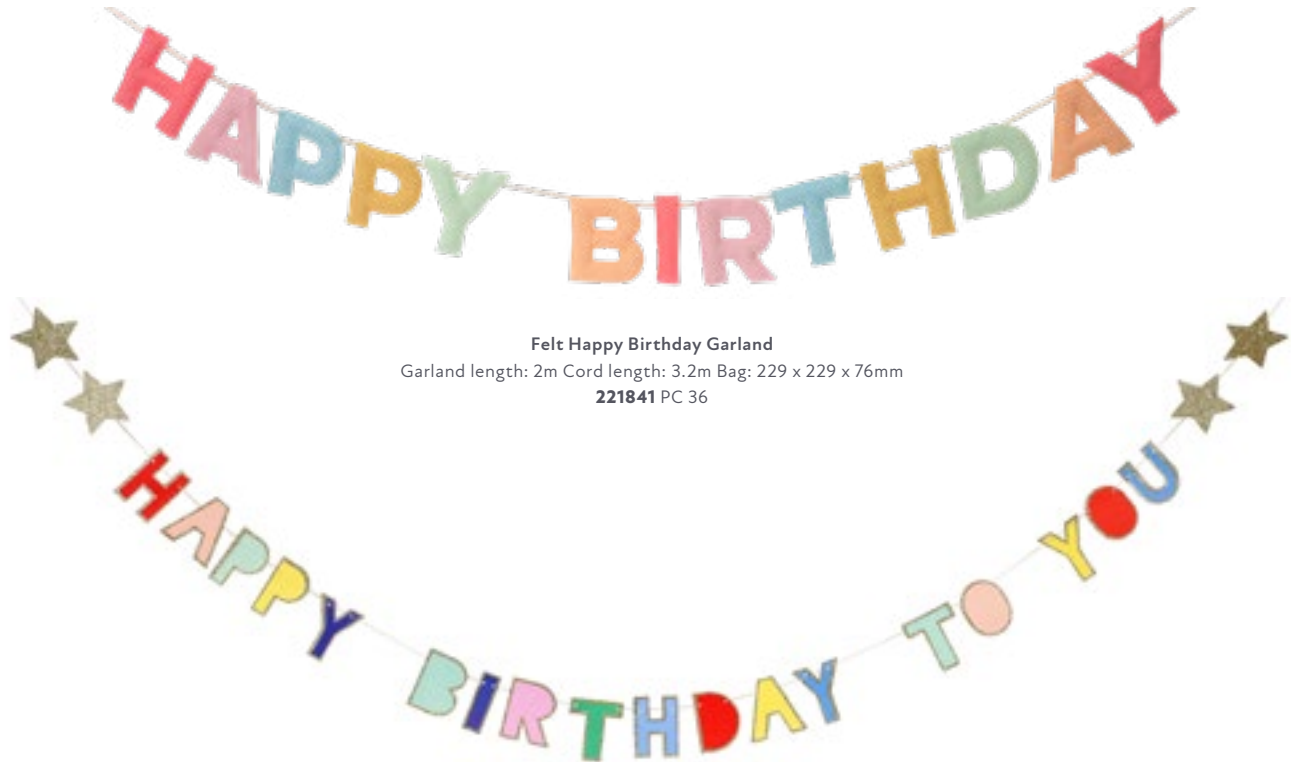 HAPPY BIRTHDAY
Felt Happy Birthday Garland
Garland length: 2m Cord length: 3.2m Bag: 229 x 229 x 76mm
221841 PC 36
HAPPY BIRTHDAY TO YOU